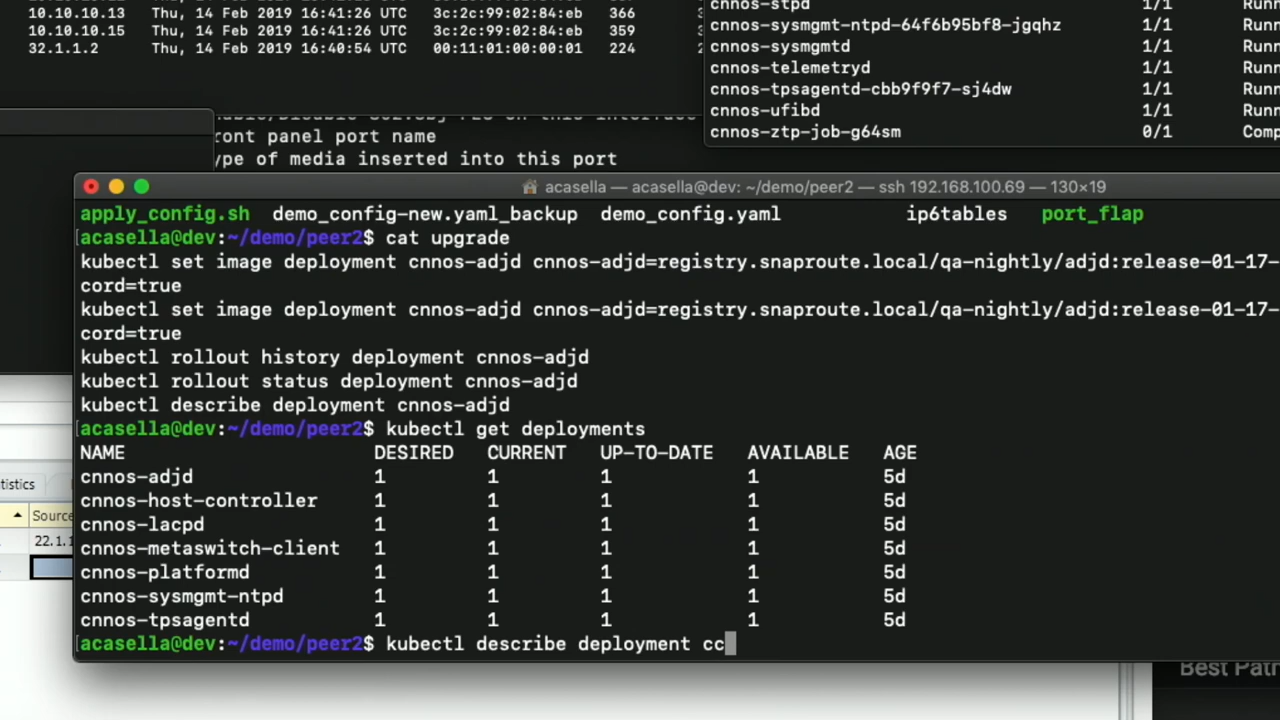 10.10.10.13 Thu, 14 Feb 2019 16:41:26 UTC 3c:2c:99:02:84:eb 366
10.10.10.15 Thu, 14 Feb 2019 16:41:26 UTC 3c:2c:99:02:84:eb 359
32.1.1.2 Thu, 14 Feb 2019 16:40:54 UTC 00:11:01:00:00:01 224
cnnos-stpd 1/1 Runn
cnnos-sysmgmt-ntpd-64f6b95bf8-jgqhz 1/1 Runn
cnnos-sysmgmtd 1/1 Runn
cnnos-telemetryd 1/1 Runn
cnnos-tpsagentd-cbb9f9f7-sj4dw 1/1 Runn
cnnos-ufibd 1/1 Runn
cnnos-ztp-job-g64sm 0/1 Comp
ront panel port name
ype of media inserted into this port
acasella — acasella@dev: ~/demo/peer2 — ssh 192.168.100.69 — 130×19
apply_config.sh demo_config-new.yaml_backup demo_config.yaml ip6tables port_flap
acasella@dev:~/demo/peer2$ cat upgrade
kubectl set image deployment cnnos-adjd cnnos-adjd=registry.snaproute.local/qa-nightly/adjd:release-01-17-
cord=true
kubectl set image deployment cnnos-adjd cnnos-adjd=registry.snaproute.local/qa-nightly/adjd:release-01-17-
cord=true
kubectl rollout history deployment cnnos-adjd
kubectl rollout status deployment cnnos-adjd
kubectl describe deployment cnnos-adjd
acasella@dev:~/demo/peer2$ kubectl get deployments
NAME DESIRED CURRENT UP-TO-DATE AVAILABLE AGE
cnnos-adjd 1 1 1 1 5d
cnnos-host-controller 1 1 1 1 5d
cnnos-lacpd 1 1 1 1 5d
cnnos-metaswitch-client 1 1 1 1 5d
cnnos-platformd 1 1 1 1 5d
cnnos-sysmgmt-ntpd 1 1 1 1 5d
cnnos-tpsagentd 1 1 1 1 5d
acasella@dev:~/demo/peer2$ kubectl describe deployment cc
tistics
Source
22.1.1
Best Path